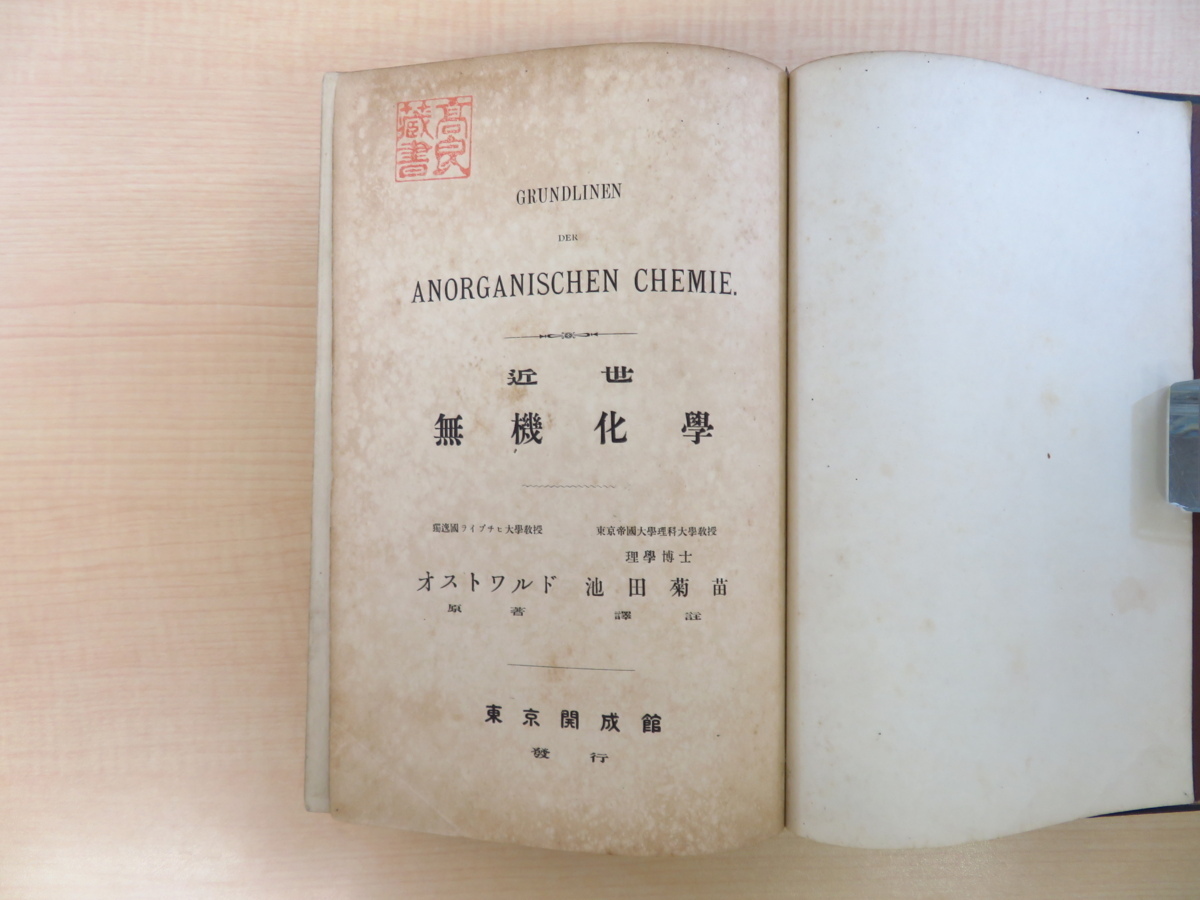 高良
蔵書
GRUNDLINEN
DER
ANORGANISCHEN CHEMIE.
近世
無機化學
獨逸國ライプチヒ大學教授
オストワルド
原著
東京帝國大學理科大學教授
理學博士
池田菊苗
譯註
東京開成館
發行